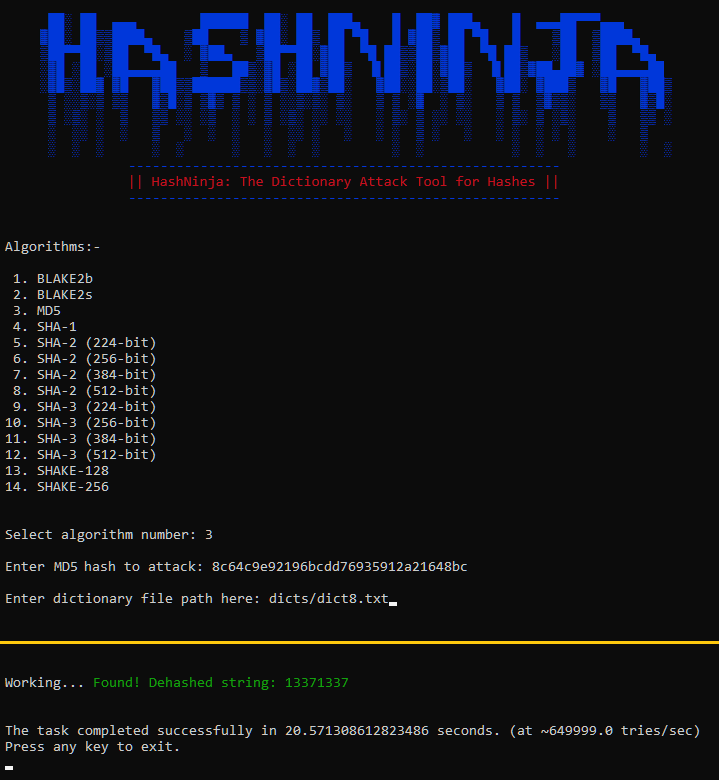 HASHNINJA
-----------------------------------------------------
|| HashNinja: The Dictionary Attack Tool for Hashes ||
-----------------------------------------------------
Algorithms:-
1. BLAKE2b
2. BLAKE2s
3. MD5
4. SHA-1
5. SHA-2 (224-bit)
6. SHA-2 (256-bit)
7. SHA-2 (384-bit)
8. SHA-2 (512-bit)
9. SHA-3 (224-bit)
10. SHA-3 (256-bit)
11. SHA-3 (384-bit)
12. SHA-3 (512-bit)
13. SHAKE-128
14. SHAKE-256
Select algorithm number: 3
Enter MD5 hash to attack: 8c64c9e92196bcdd76935912a21648bc
Enter dictionary file path here: dicts/dict8.txt
Working... Found! Dehashed string: 13371337
The task completed successfully in 20.571308612823486 seconds. (at ~649999.0 tries/sec)
Press any key to exit.